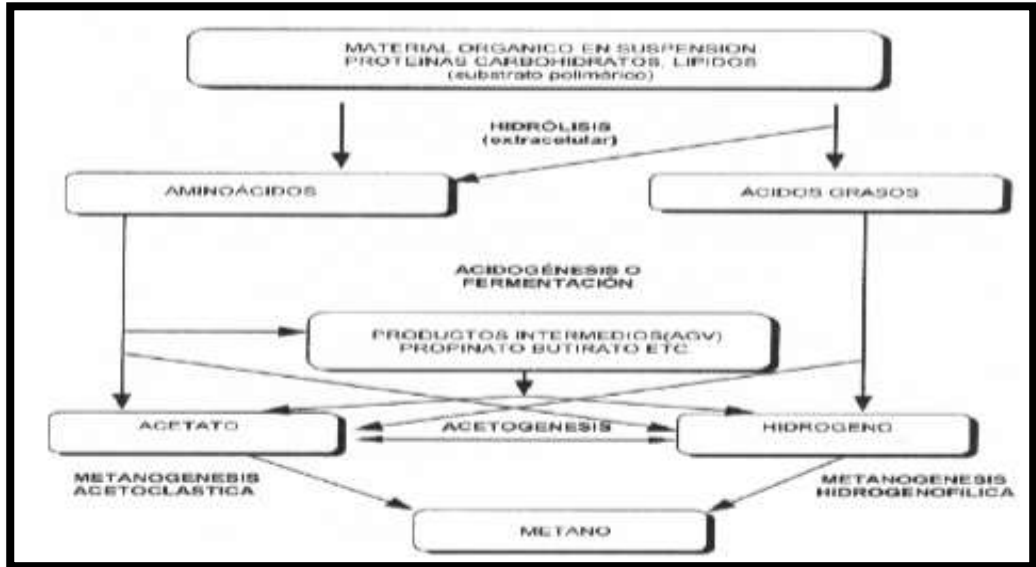 MATERIAL ORGANICO EN SUSPENSION
PROTEINAS CARBOHIDRATOS, LIPIDOS
(substrato polimérico)
HIDRÓLISIS
(extracelular)
AMINOÁCIDOS
ÁCIDOS GRASOS
ACIDOGÉNESIS O
FERMENTACIÓN
PRODUCTOS INTERMEDIOS(AGV)
PROPINATO BUTIRATO ETC.
ACETATO
ACETOGENESIS
HIDROGENO
METANOGENESIS
ACETOCLASTICA
METANOGENESIS
HIDROGENOFILICA
METANO